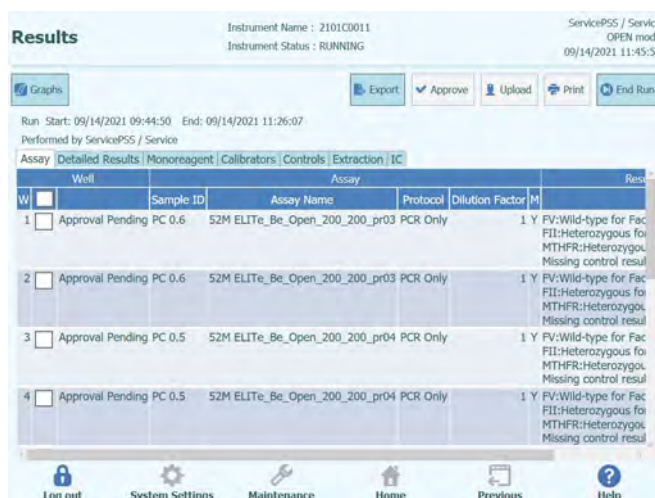 Results
Instrument Name : 2101C0011
Instrument Status : RUNNING
ServicePSS / Servic
OPEN mod
09/14/2021 11:45:5
Graphs
Export
Approve
Upload
Print
End Run
Run Start: 09/14/2021 09:44:50 End: 09/14/2021 11:26:07
Performed by ServicePSS / Service
Assay Detailed Results Monoreagent Calibrators Controls Extraction IC
Well Assay Resu
W Sample ID Assay Name Protocol Dilution Factor M
1 Approval Pending PC 0.6 52M ELITe_Be_Open_200_200_pr03 PCR Only 1 Y FV:Wild-type for Fac
FII:Heterozygous for
MTHFR:Heterozygou
Missing control resul
2 Approval Pending PC 0.6 52M ELITe_Be_Open_200_200_pr03 PCR Only 1 Y FV:Wild-type for Fac
FII:Heterozygous for
MTHFR:Heterozygou
Missing control resul
3 Approval Pending PC 0.5 52M ELITe_Be_Open_200_200_pr04 PCR Only 1 Y FV:Wild-type for Fac
FII:Heterozygous for
MTHFR:Heterozygou
Missing control resul
4 Approval Pending PC 0.5 52M ELITe_Be_Open_200_200_pr04 PCR Only 1 Y FV:Wild-type for Fac
FII:Heterozygous for
MTHFR:Heterozygou
Missing control resul
Log out System Settings Maintenance Home Previous Help